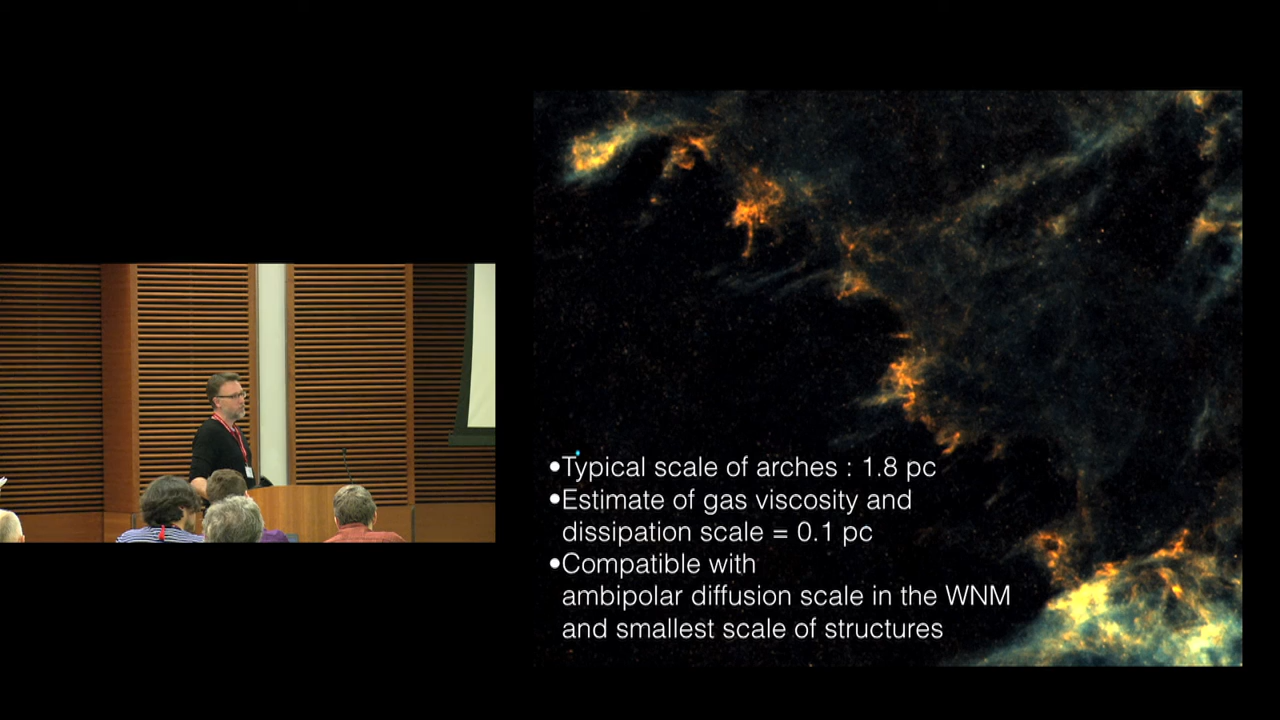 •Typical scale of arches : 1.8 pc
•Estimate of gas viscosity and
dissipation scale = 0.1 pc
•Compatible with
ambipolar diffusion scale in the WNM
and smallest scale of structures